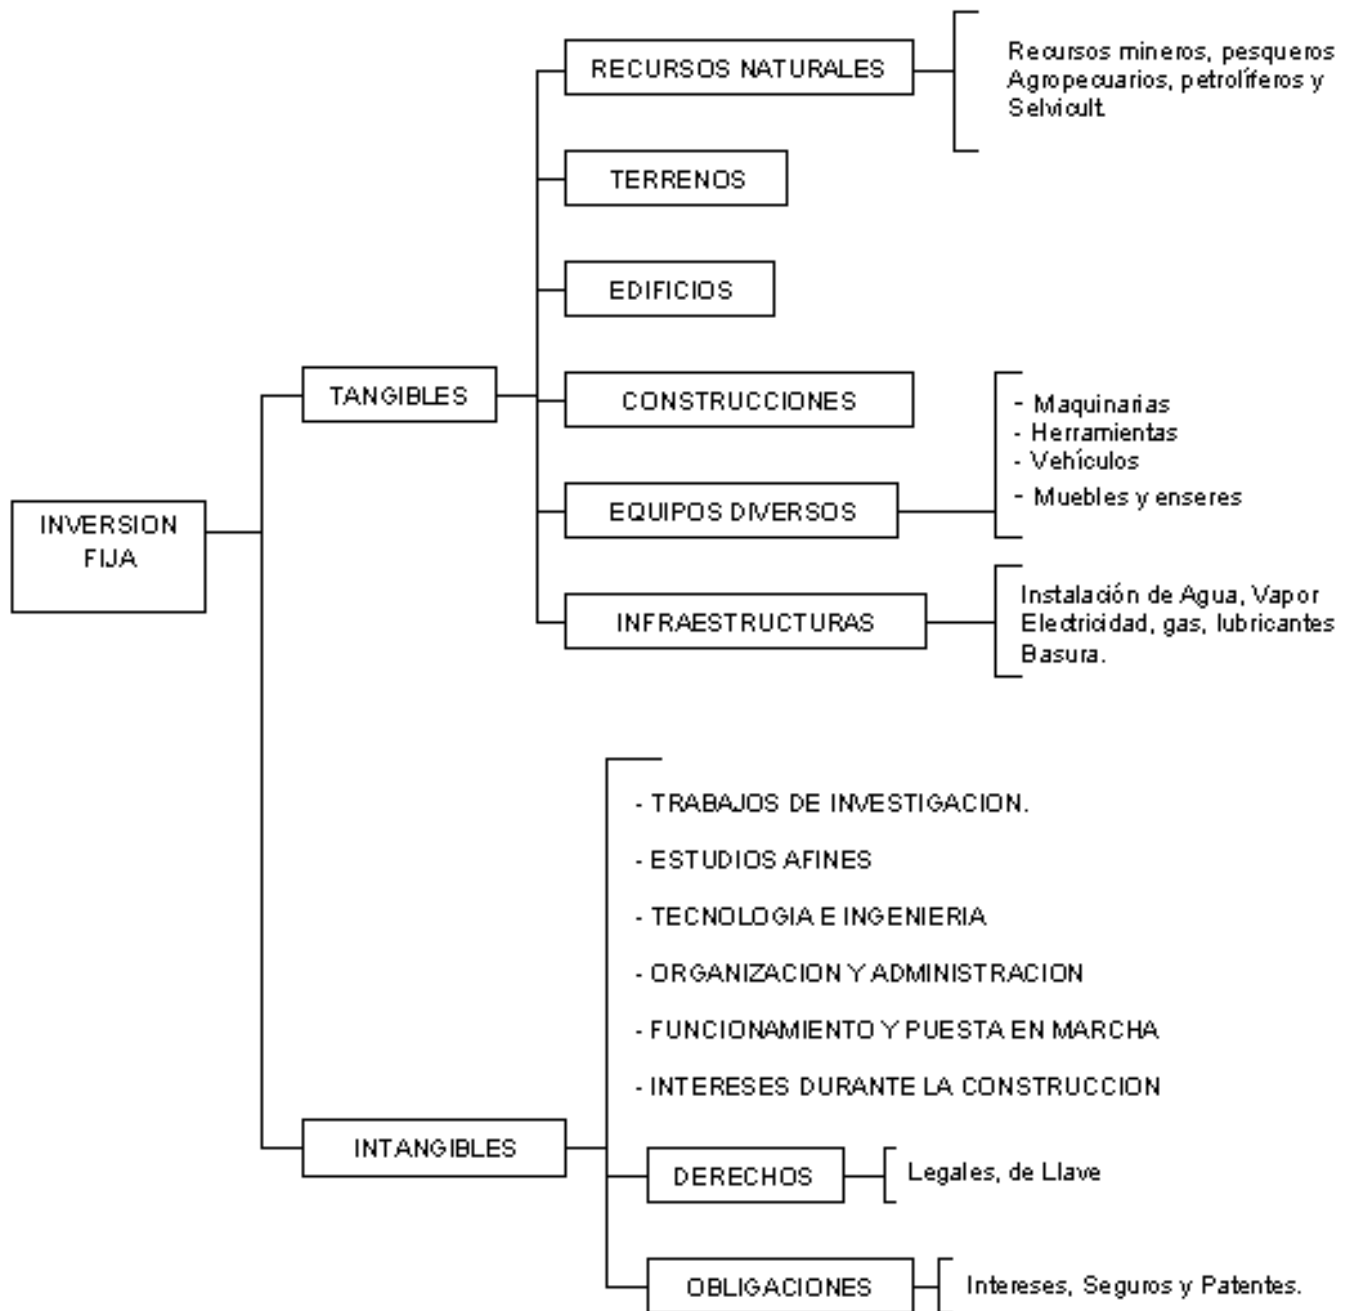 RECURSOS NATURALES
Recursos mineros, pesqueros
Agropecuarios, petrolíferos y
Selvicult.
TERRENOS
EDIFICIOS
TANGIBLES
CONSTRUCCIONES
- Maquinarias
- Herramientas
- Vehículos
- Muebles y enseres
EQUIPOS DIVERSOS
INVERSION
FIJA
INFRAESTRUCTURAS
Instalación de Agua, Vapor
Electricidad, gas, lubricantes
Basura.
- TRABAJOS DE INVESTIGACION.
- ESTUDIOS AFINES
- TECNOLOGIA E INGENIERIA
- ORGANIZACION Y ADMINISTRACION
- FUNCIONAMIENTO Y PUESTA EN MARCHA
- INTERESES DURANTE LA CONSTRUCCION
INTANGIBLES
DERECHOS
Legales, de Llave
OBLIGACIONES
Intereses, Seguros y Patentes.